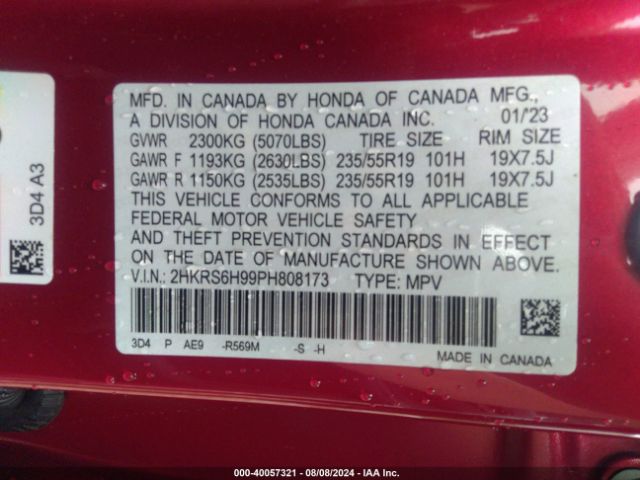 MFD. IN CANADA BY HONDA OF CANADA MFG.,
A DIVISION OF HONDA CANADA INC. 01/'23
GVWR 2300KG (5070LBS) TIRE SIZE RIM SIZE
GAWR F 1193KG (2630LBS) 235/55R19 101H 19X7.5J
GAWR R 1150KG (2535LBS) 235/55R19 101H 19X7.5J
THIS VEHICLE CONFORMS TO ALL APPLICABLE
FEDERAL MOTOR VEHICLE SAFETY
AND THEFT PREVENTION STANDARDS IN EFFECT
ON THE DATE OF MANUFACTURE SHOWN ABOVE.
V.I.N.: 2HKRS6H99PH808173 TYPE: MPV
3D4 P AE9 -R569M -S -H
MADE IN CANADA
3D4 A3
000-40057321 | 08/08/2024 | IAA Inc.